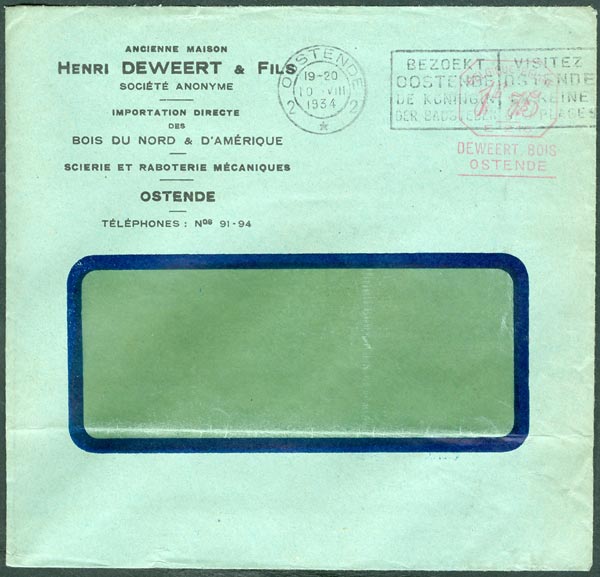 ANCIENNE MAISON
HENRI DEWEERT & FILS
SOCIÉTÉ ANONYME
IMPORTATION DIRECTE
DES
BOIS DU NORD & D'AMÉRIQUE
SCIERIE ET RABOTERIE MÉCANIQUES
OSTENDE
TÉLÉPHONES : Nos 91-94
OOSTENDE
19-20
10 VIII
1934
2 * 2
BEZOEKT
OOSTENDE
DE KONINGIN
DER BADSTEDEN
VISITEZ
OSTENDE
REINE
PLAGES
DEWEERT, BOIS
OSTENDE